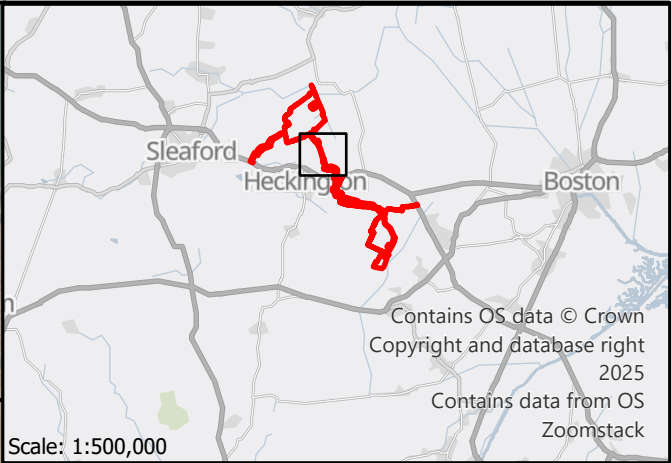 Sleaford
Heckington
Boston
n
Contains OS data © Crown
Copyright and database right
2025
Contains data from OS
Zoomstack
Scale: 1:500,000